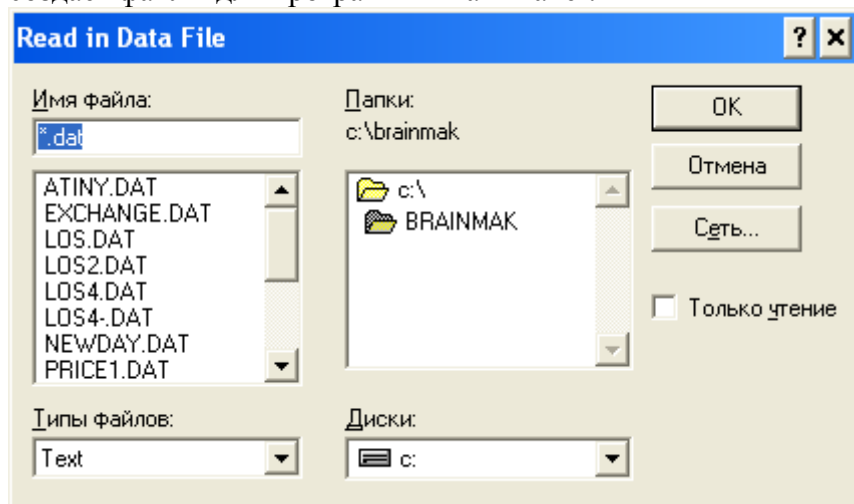 Read in Data File
Имя файла:
*.dat
ATINY.DAT
EXCHANGE.DAT
LOS.DAT
LOS2.DAT
LOS4.DAT
LOS4-.DAT
NEWDAY.DAT
PRICE1.DAT
Типы файлов:
Text
Папки:
c:\brainmak
c:\
BRAINMAK
Диски:
c:
OK
Отмена
Сеть...
Только чтение